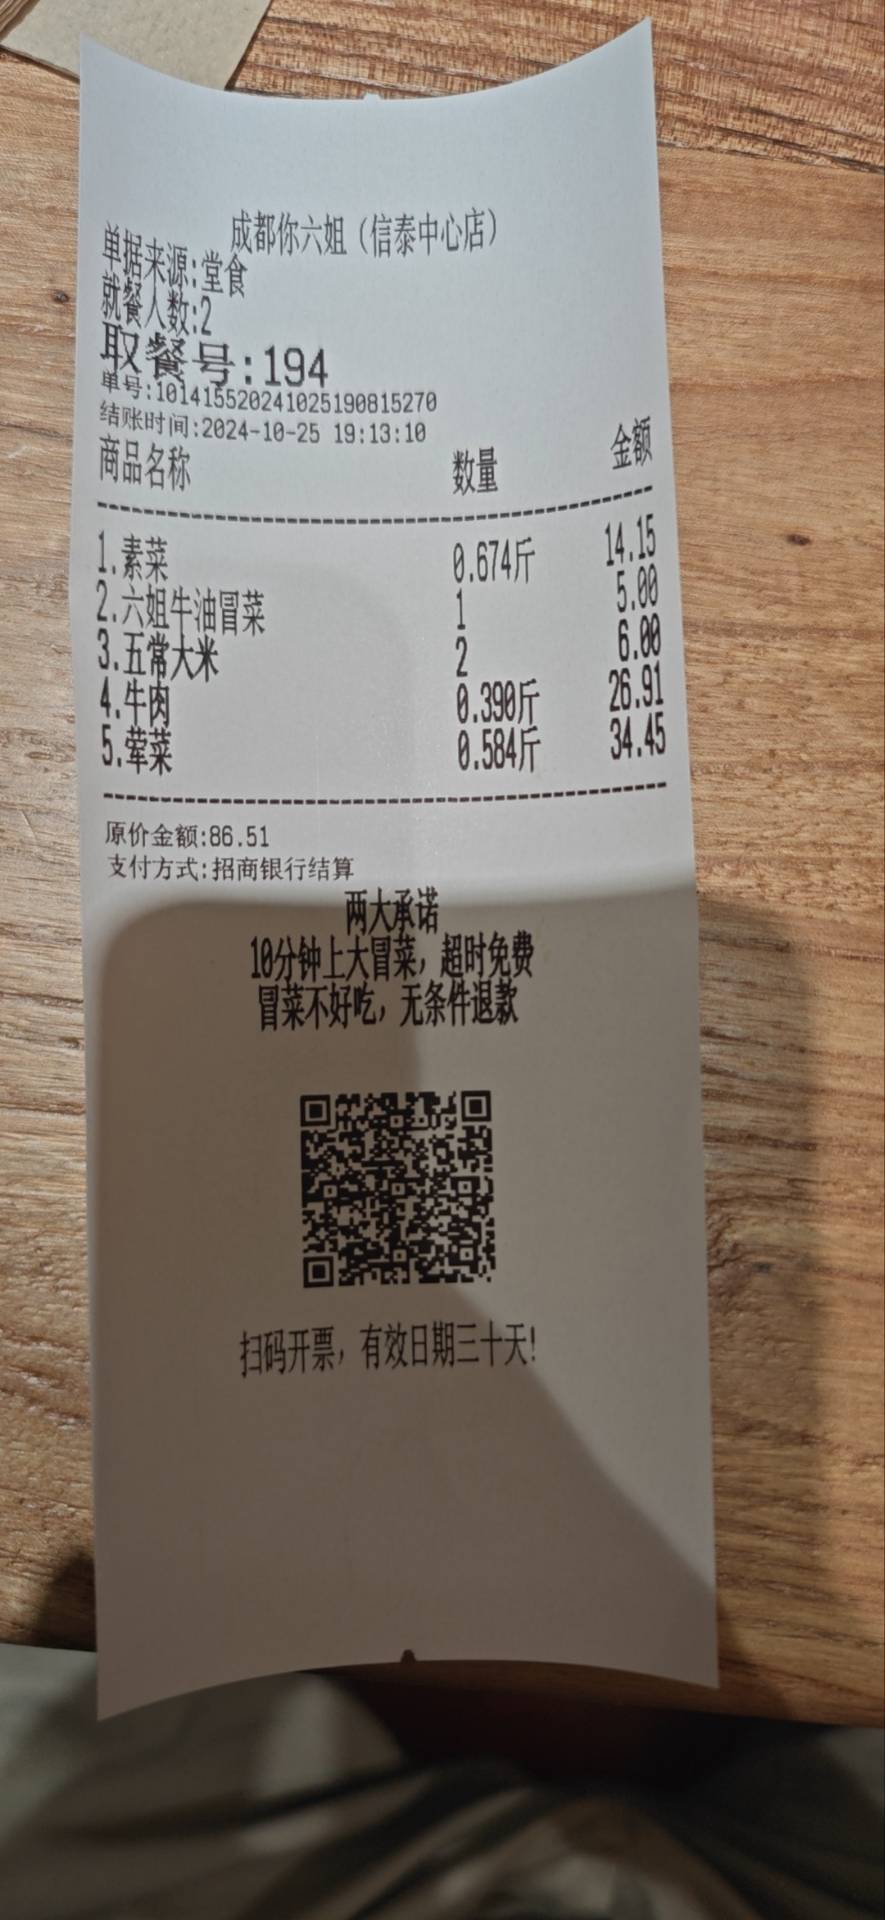 成都你六姐（信泰中心店）
单据来源:堂食
就餐人数:2
取餐号:194
单号:101415520241025190815270
结账时间:2024-10-25 19:13:10
商品名称 数量 金额
1.素菜 0.674斤 14.15
2.六姐牛油冒菜 1 5.00
3.五常大米 2 6.00
4.牛肉 0.390斤 26.91
5.荤菜 0.584斤 34.45
原价金额:86.51
支付方式:招商银行结算
两大承诺
10分钟上大冒菜，超时免费
冒菜不好吃，无条件退款
扫码开票，有效日期三十天!